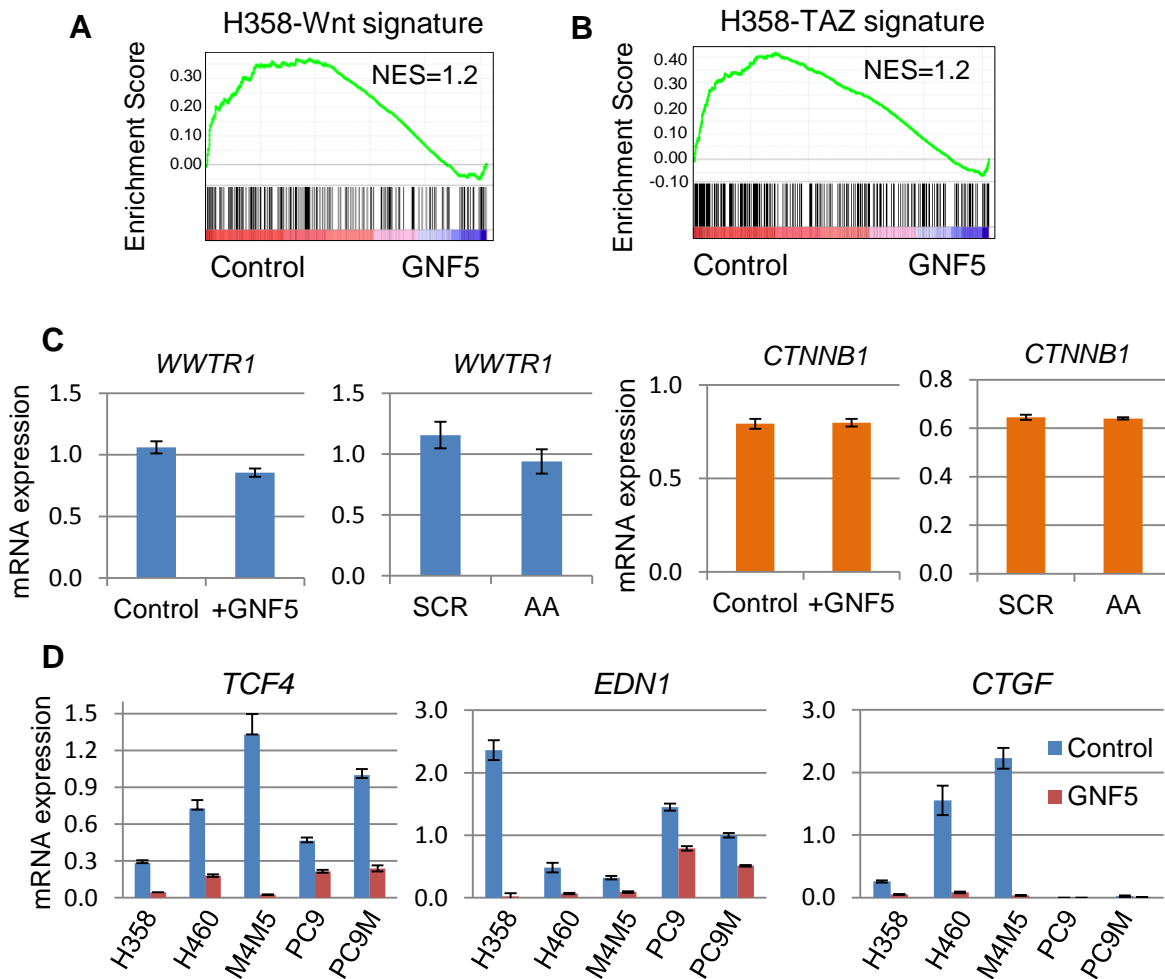 A
H358-Wnt signature
NES=1.2
Enrichment Score
0.30
0.20
0.10
0.00
Control
GNF5
B
H358-TAZ signature
NES=1.2
Enrichment Score
0.40
0.30
0.20
0.10
0.00
-0.10
Control
GNF5
C
WWTR1
mRNA expression
1.5
1.0
0.5
0.0
Control +GNF5
WWTR1
1.5
1.0
0.5
0.0
SCR
AA
CTNNB1
mRNA expression
1.0
0.5
0.0
Control +GNF5
CTNNB1
0.8
0.6
0.4
0.2
0.0
SCR
AA
D
TCF4
mRNA expression
1.5
1.2
0.9
0.6
0.3
0.0
H358
H460
M4M5
PC9
PC9M
EDN1
3.0
2.0
1.0
0.0
H358
H460
M4M5
PC9
PC9M
CTGF
3.0
2.0
1.0
0.0
H358
H460
M4M5
PC9
PC9M
Control
GNF5